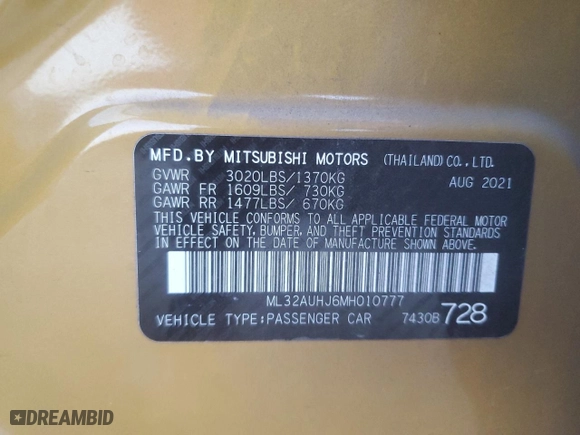 MFD.BY MITSUBISHI MOTORS (THAILAND)CO.,LTD.
GVWR 3020LBS/1370KG AUG 2021
GAWR FR 1609LBS/ 730KG
GAWR RR 1477LBS/ 670KG
THIS VEHICLE CONFORMS TO ALL APPLICABLE FEDERAL MOTOR
VEHICLE SAFETY, BUMPER, AND THEFT PREVENTION STANDARDS
IN EFFECT ON THE DATE OF MANUFACTURE SHOWN ABOVE.
ML32AUHJ6MH010777
VEHICLE TYPE:PASSENGER CAR 7430B 728
DREAMBID